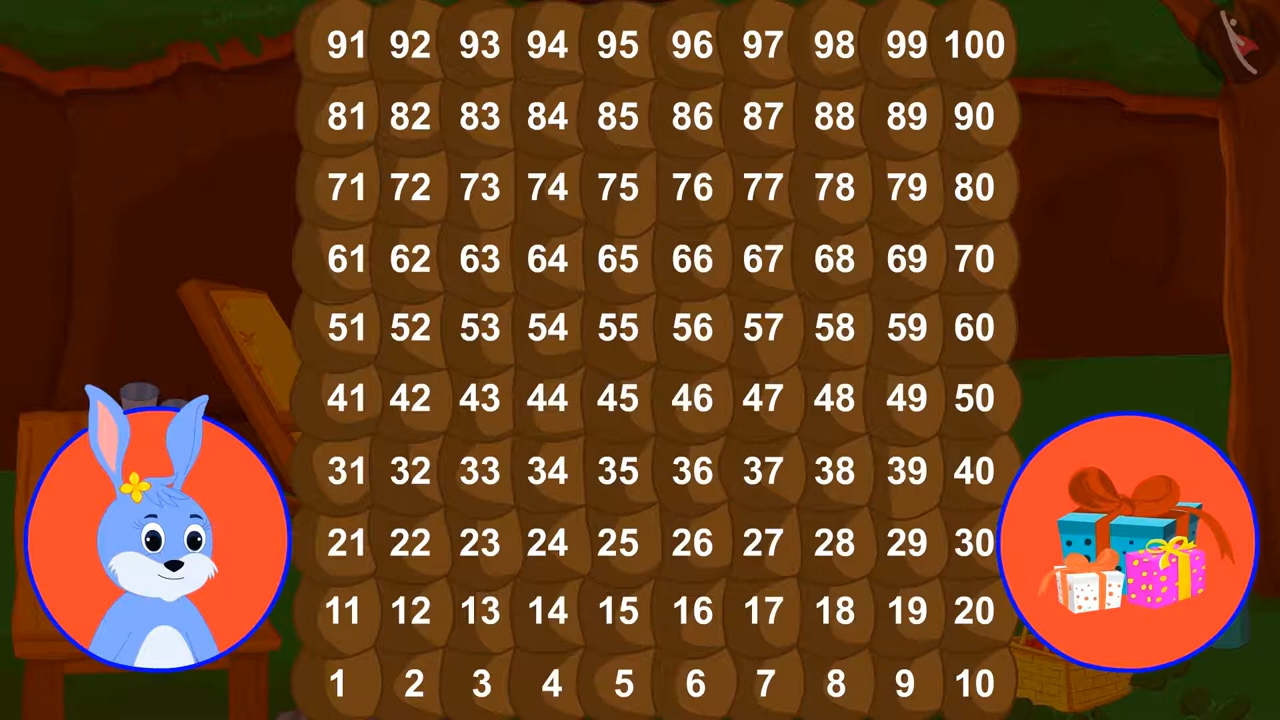 91 92 93 94 95 96 97 98 99 100
81 82 83 84 85 86 87 88 89 90
71 72 73 74 75 76 77 78 79 80
61 62 63 64 65 66 67 68 69 70
51 52 53 54 55 56 57 58 59 60
41 42 43 44 45 46 47 48 49 50
31 32 33 34 35 36 37 38 39 40
21 22 23 24 25 26 27 28 29 30
11 12 13 14 15 16 17 18 19 20
1 2 3 4 5 6 7 8 9 10